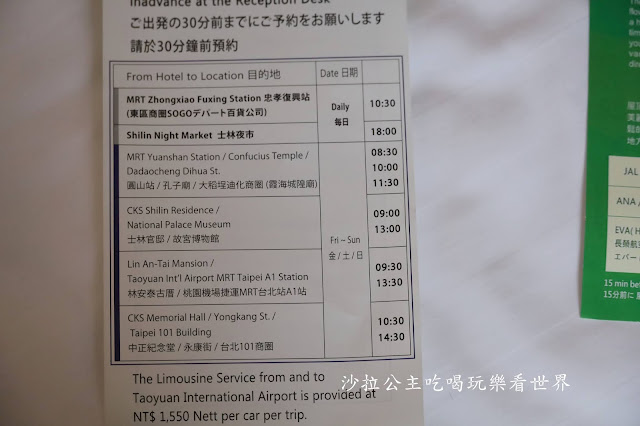 Inadvance at the Reception Desk
ご出発の30分前までにご予約をお願いします
請於30分鐘前預約
From Hotel to Location 目的地
Date 日期
MRT Zhongxiao Fuxing Station 忠孝復興站
(東區商圈SOGOデパート百貨公司)
Daily
每日
10:30
Shilin Night Market 士林夜市
18:00
MRT Yuanshan Station / Confucius Temple /
Dadaocheng Dihua St.
圓山站 / 孔子廟 / 大稻埕迪化商圈 (霞海城隍廟)
08:30
10:00
11:30
CKS Shilin Residence /
National Palace Museum
士林官邸 / 故宮博物館
09:00
13:00
Fri ~ Sun
金 / 土 / 日
Lin An-Tai Mansion /
Taoyuan Int'l Airport MRT Taipei A1 Station
林安泰古厝 / 桃園機場捷運MRT台北站A1站
09:30
13:30
CKS Memorial Hall / Yongkang St. /
Taipei 101 Building
中正紀念堂 / 永康街 / 台北101商圈
10:30
14:30
The Limousine Service from and to
Taoyuan International Airport is provided at
NT$ 1,550 Nett per car per trip.
沙拉公主吃喝玩樂看世界
JAL
ANA /
EVA( H
長榮航空
エバー
15 min be
15分前に